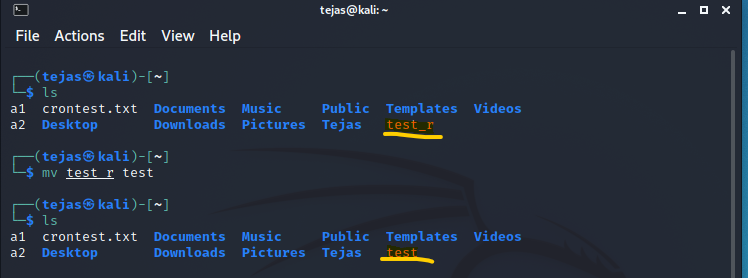 tejas@kali: ~
File Actions Edit View Help
┌──(tejas㉿kali)-[~]
└─$ ls
a1 crontest.txt Documents Music Public Templates Videos
a2 Desktop Downloads Pictures Tejas test_r
┌──(tejas㉿kali)-[~]
└─$ mv test_r test
┌──(tejas㉿kali)-[~]
└─$ ls
a1 crontest.txt Documents Music Public Templates Videos
a2 Desktop Downloads Pictures Tejas test